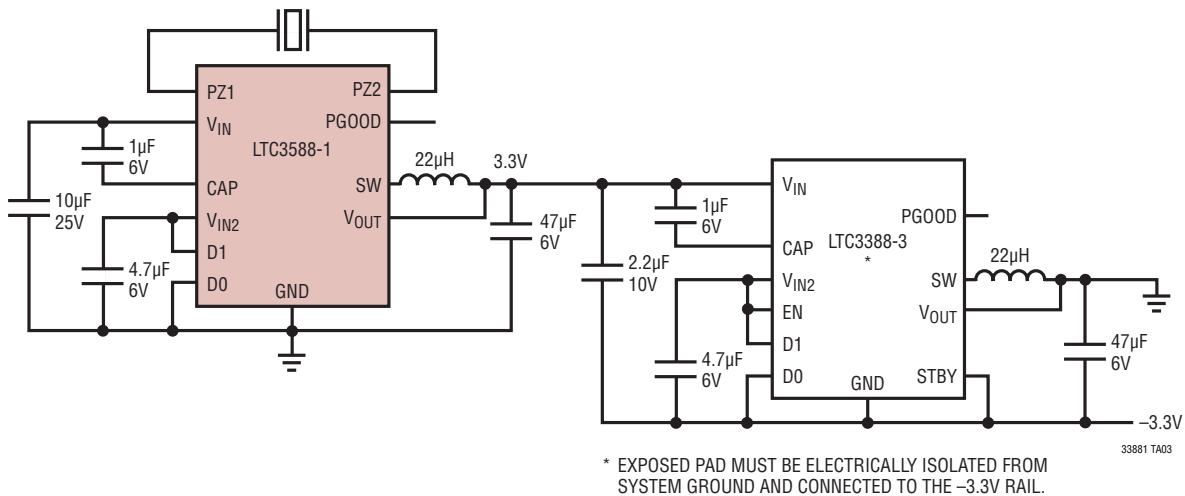 PZ1
PZ2
VIN
PGOOD
LTC3588-1
1µF
6V
CAP
SW
22µH
3.3V
10µF
25V
VIN2
VOUT
D1
4.7µF
6V
D0
GND
47µF
6V
VIN
1µF
6V
PGOOD
CAP
LTC3388-3
*
2.2µF
10V
VIN2
SW
22µH
EN
VOUT
D1
4.7µF
6V
D0
GND
STBY
47µF
6V
–3.3V
33881 TA03
* EXPOSED PAD MUST BE ELECTRICALLY ISOLATED FROM
SYSTEM GROUND AND CONNECTED TO THE –3.3V RAIL.